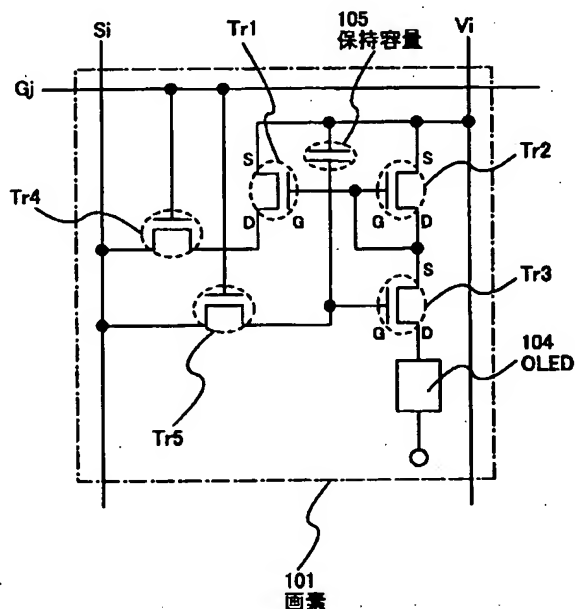 Si
Tr1
105
保持容量
Vi
Gj
S
S
Tr2
Tr4
D
G
G
D
S
Tr3
G
D
104
OLED
Tr5
101
画素